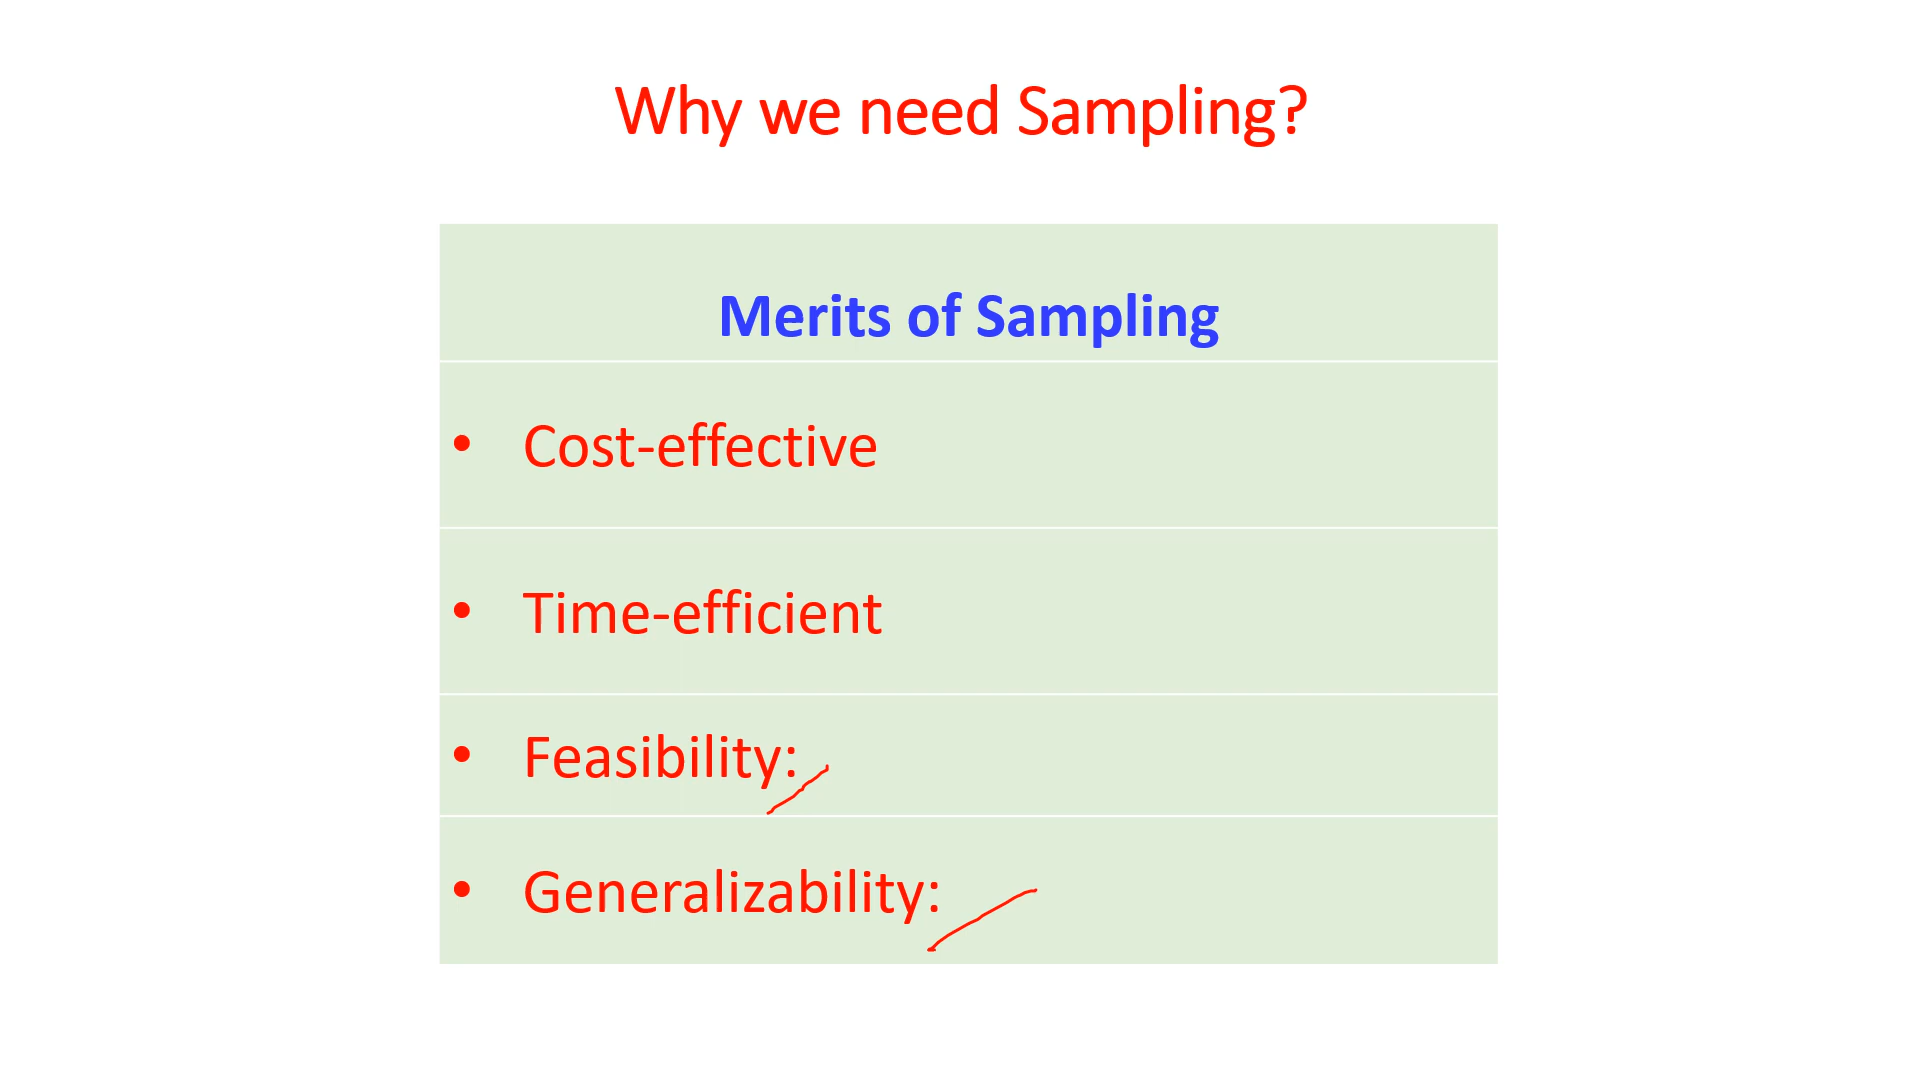 Why we need Sampling?
Merits of Sampling
• Cost-effective
• Time-efficient
• Feasibility:
• Generalizability: